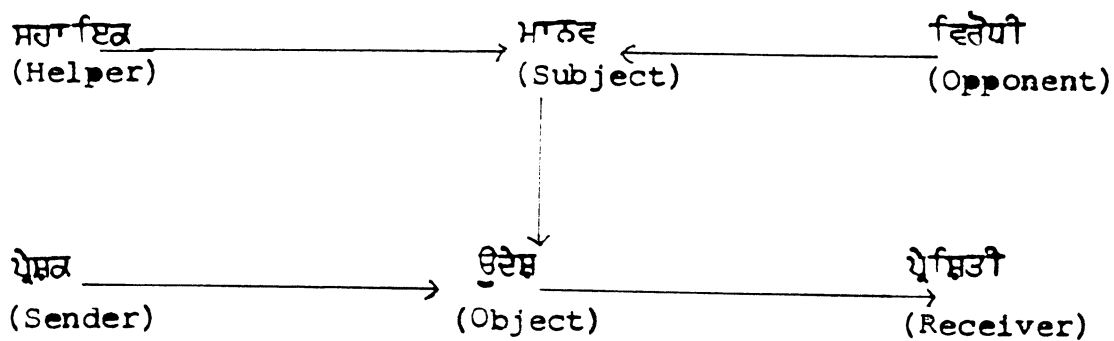 ਸਹਾਇਕ ਮਾਨਵ ਵਿਰੋਧੀ
(Helper) (Subject) (Opponent)
ਪ੍ਰੇਸ਼ਕ ਉਦੇਸ਼ ਪ੍ਰੇਸ਼ਿਤੀ
(Sender) (Object) (Receiver)